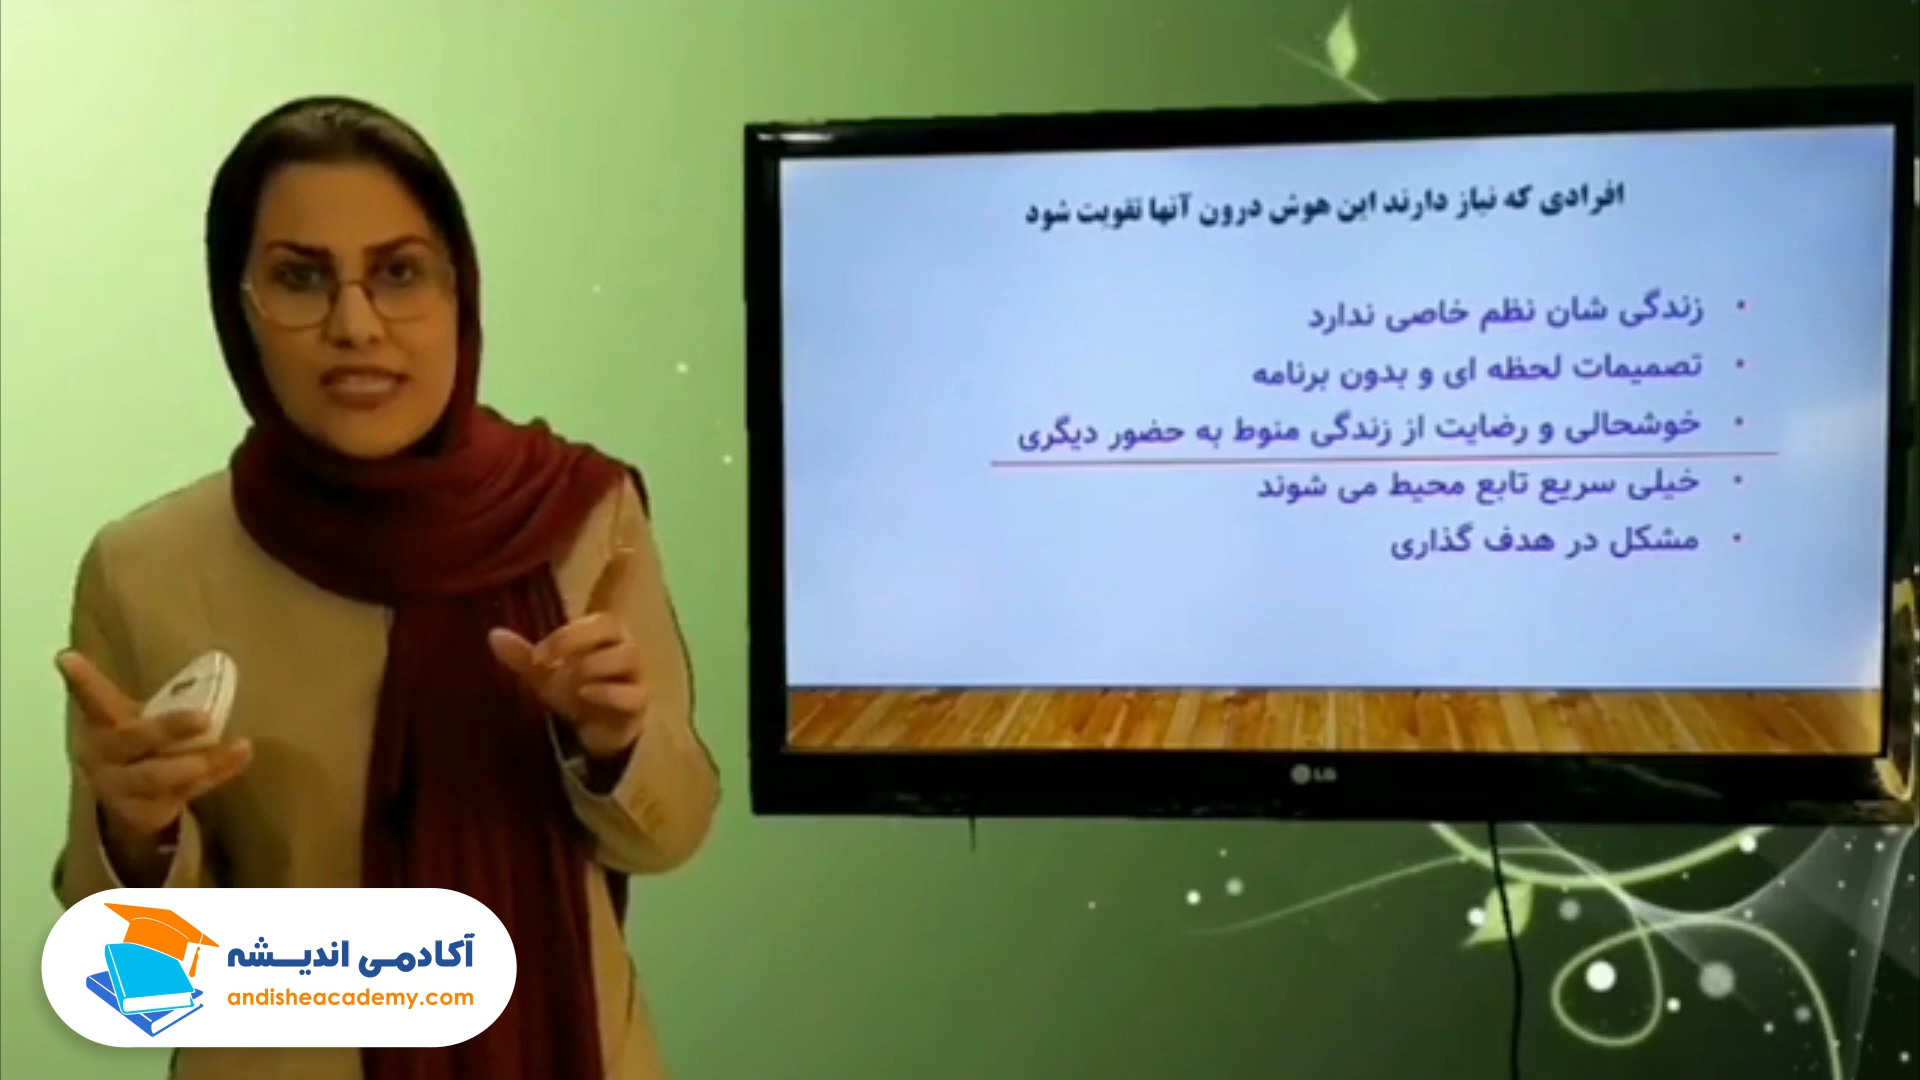 افرادی که نیاز دارند این هوش درون آنها تقویت شود
• زندگی شان نظم خاصی ندارد
• تصمیمات لحظه ای و بدون برنامه
• خوشحالی و رضایت از زندگی منوط به حضور دیگری
• خیلی سریع تابع محیط می شوند
• مشکل در هدف گذاری
LG
آکادمی اندیشه
andisheacademy.com